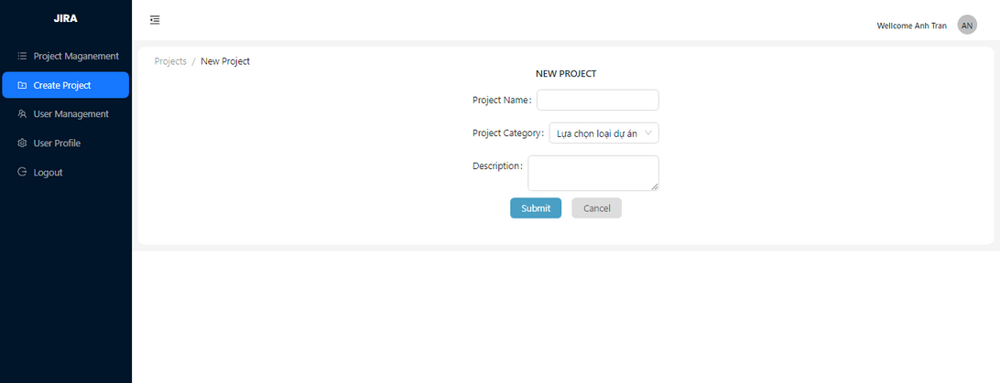 JIRA
Project Maganement
Create Project
User Management
User Profile
Logout
Wellcome Anh Tran
AN
Projects / New Project
NEW PROJECT
Project Name:
Project Category: Lựa chọn loại dự án
Description:
Submit Cancel